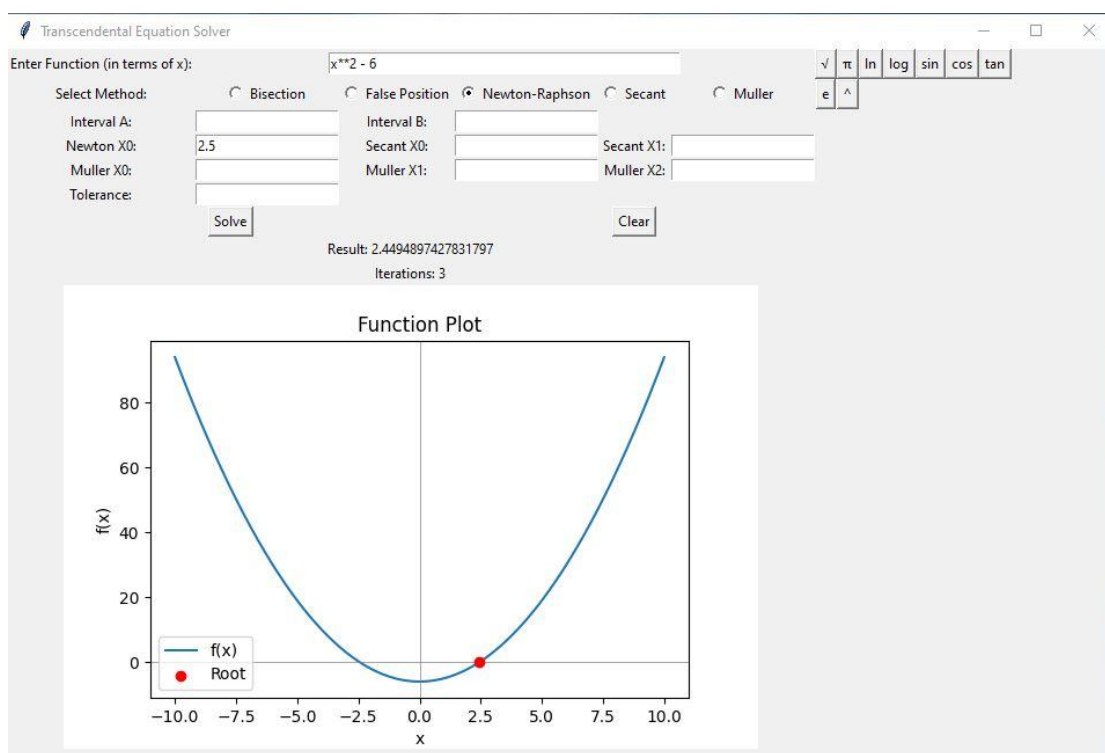 Transcendental Equation Solver
Enter Function (in terms of x): x**2 - 6 √ π ln log sin cos tan
Select Method: Bisection False Position Newton-Raphson Secant Muller e ^
Interval A: Interval B:
Newton X0: 2.5 Secant X0: Secant X1:
Muller X0: Muller X1: Muller X2:
Tolerance:
Solve Clear
Result: 2.4494897427831797
Iterations: 3
Function Plot
80
60
f(x)
40
20
0
f(x)
Root
−10.0 −7.5 −5.0 −2.5 0.0 2.5 5.0 7.5 10.0
x